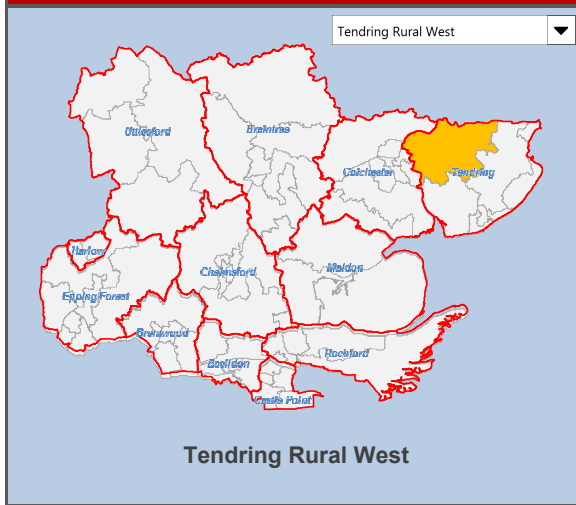 Tendring Rural West
Uttlesford
Braintree
Colchester
Tendring
Harlow
Chelmsford
Maldon
Epping Forest
Brentwood
Rochford
Basildon
Castle Point
Tendring Rural West